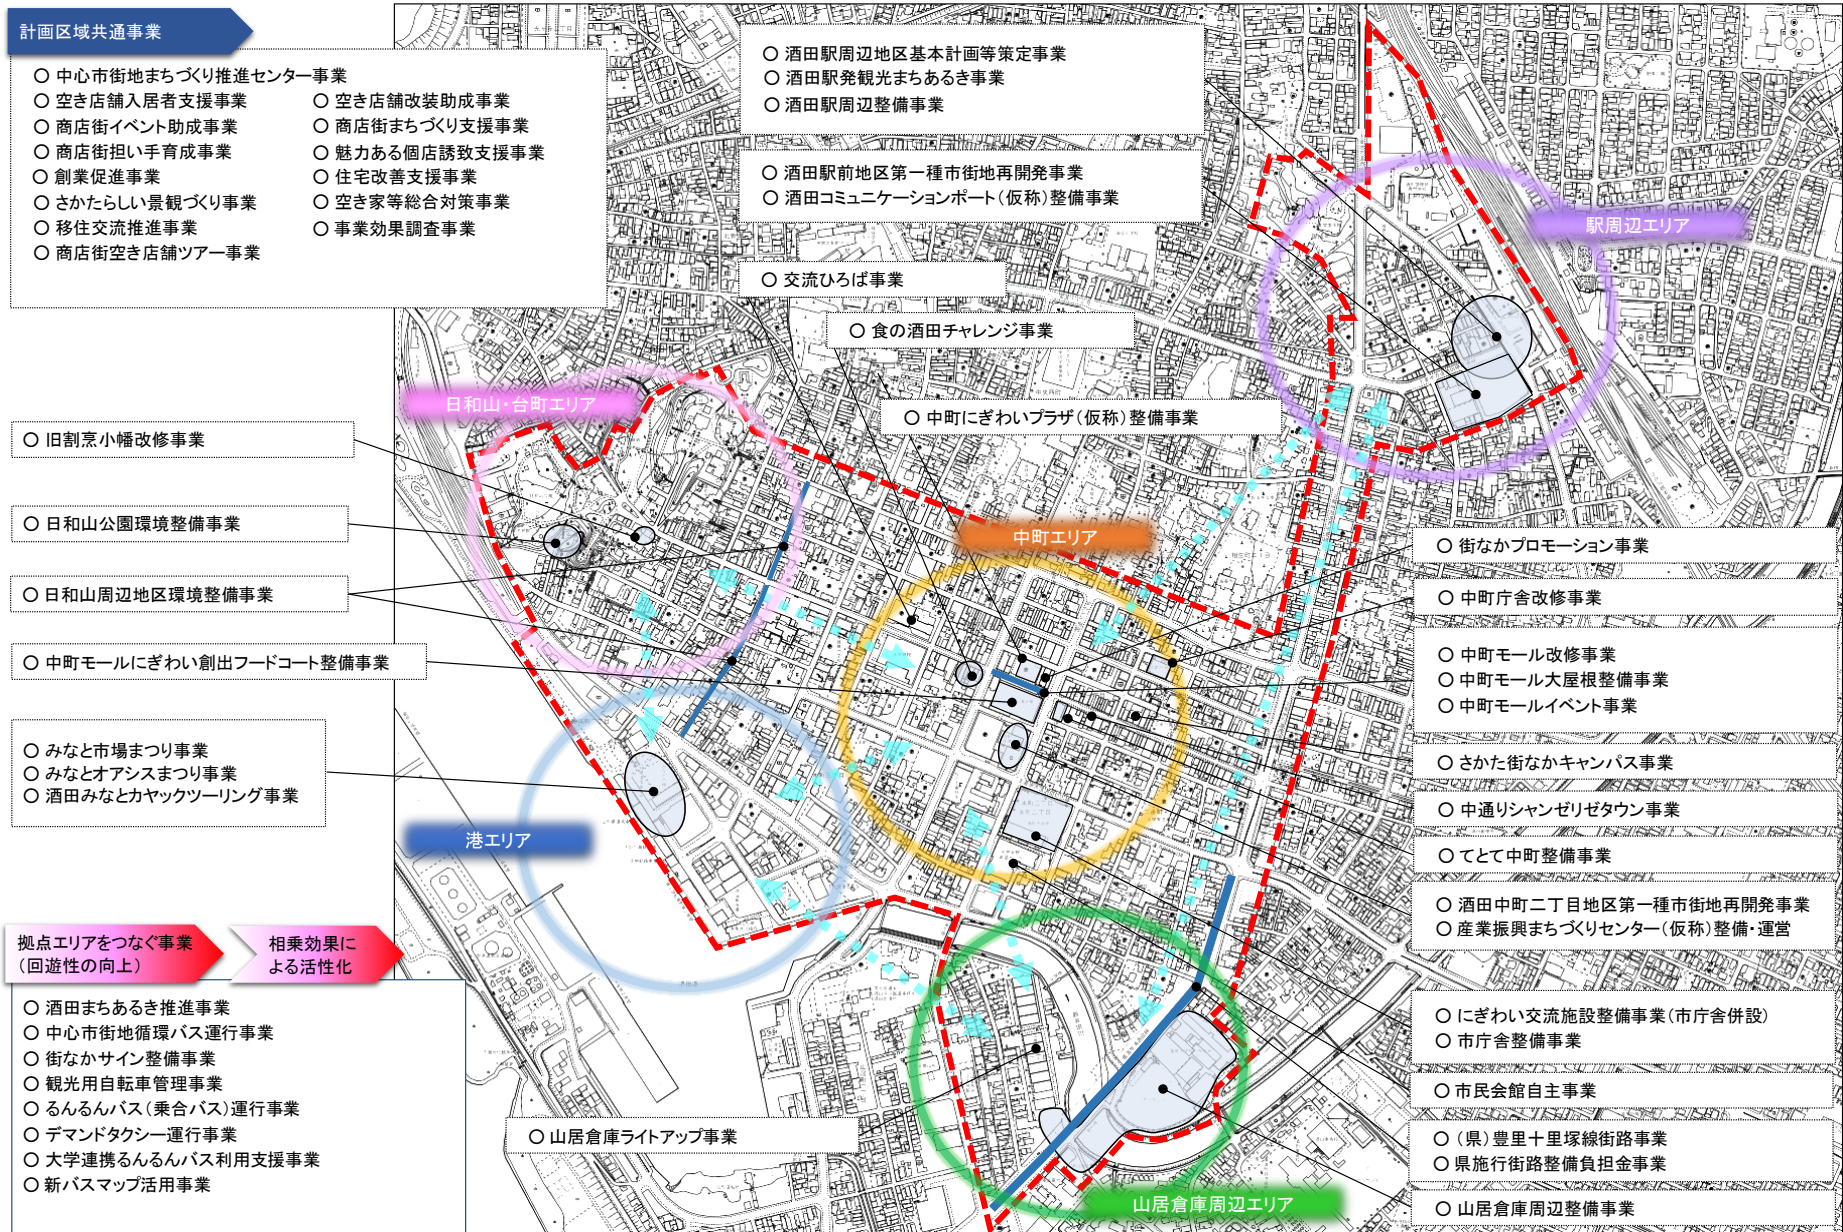 計画区域共通事業
○ 中心市街地まちづくり推進センター事業
○ 空き店舗入居者支援事業
○ 空き店舗改装助成事業
○ 商店街イベント助成事業
○ 商店街まちづくり支援事業
○ 商店街担い手育成事業
○ 魅力ある個店誘致支援事業
○ 創業促進事業
○ 住宅改善支援事業
○ さかたらしい景観づくり事業
○ 空き家等総合対策事業
○ 移住交流推進事業
○ 事業効果調査事業
○ 商店街空き店舗ツアー事業
○ 酒田駅周辺地区基本計画等策定事業
○ 酒田駅発観光まちあるき事業
○ 酒田駅周辺整備事業
○ 酒田駅前地区第一種市街地再開発事業
○ 酒田コミュニケーションポート(仮称)整備事業
駅周辺エリア
○ 交流ひろば事業
○ 食の酒田チャレンジ事業
○ 中町にぎわいプラザ(仮称)整備事業
日和山・台町エリア
○ 旧割烹小幡改修事業
○ 日和山公園環境整備事業
○ 日和山周辺地区環境整備事業
○ 中町モールにぎわい創出フードコート整備事業
○ みなと市場まつり事業
○ みなとオアシスまつり事業
○ 酒田みなとカヤックツーリング事業
港エリア
中町エリア
○ 街なかプロモーション事業
○ 中町庁舎改修事業
○ 中町モール改修事業
○ 中町モール大屋根整備事業
○ 中町モールイベント事業
○ さかた街なかキャンパス事業
○ 中通りシャンゼリゼタウン事業
○ てとて中町整備事業
○ 酒田中町二丁目地区第一種市街地再開発事業
○ 産業振興まちづくりセンター(仮称)整備・運営
○ にぎわい交流施設整備事業(市庁舎併設)
○ 市庁舎整備事業
○ 市民会館自主事業
○ (県)豊里十里塚線街路事業
○ 県施行街路整備負担金事業
○ 山居倉庫周辺整備事業
拠点エリアをつなぐ事業
(回遊性の向上)
相乗効果に
よる活性化
○ 酒田まちあるき推進事業
○ 中心市街地循環バス運行事業
○ 街なかサイン整備事業
○ 観光用自転車管理事業
○ るんるんバス(乗合バス)運行事業
○ デマンドタクシー運行事業
○ 大学連携るんるんバス利用支援事業
○ 新バスマップ活用事業
○ 山居倉庫ライトアップ事業
山居倉庫周辺エリア